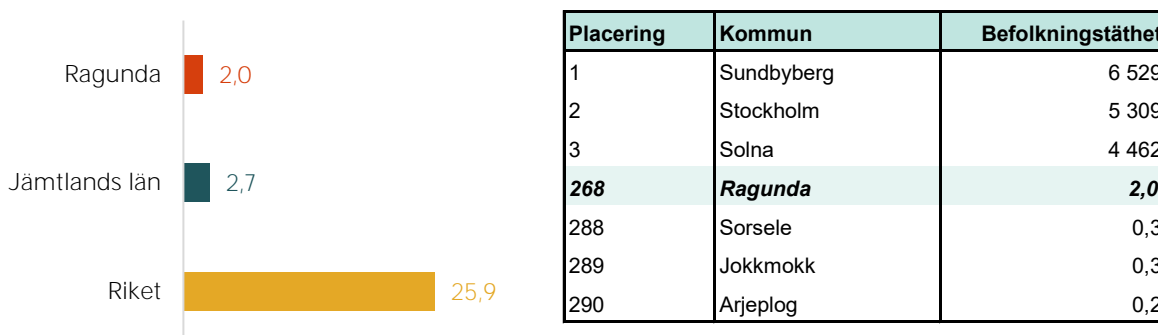 Ragunda 2,0
Jämtlands län 2,7
Riket 25,9
Placering Kommun Befolkningstäthet
1 Sundbyberg 6 529
2 Stockholm 5 309
3 Solna 4 462
268 Ragunda 2,0
288 Sorsele 0,3
289 Jokkmokk 0,3
290 Arjeplog 0,2